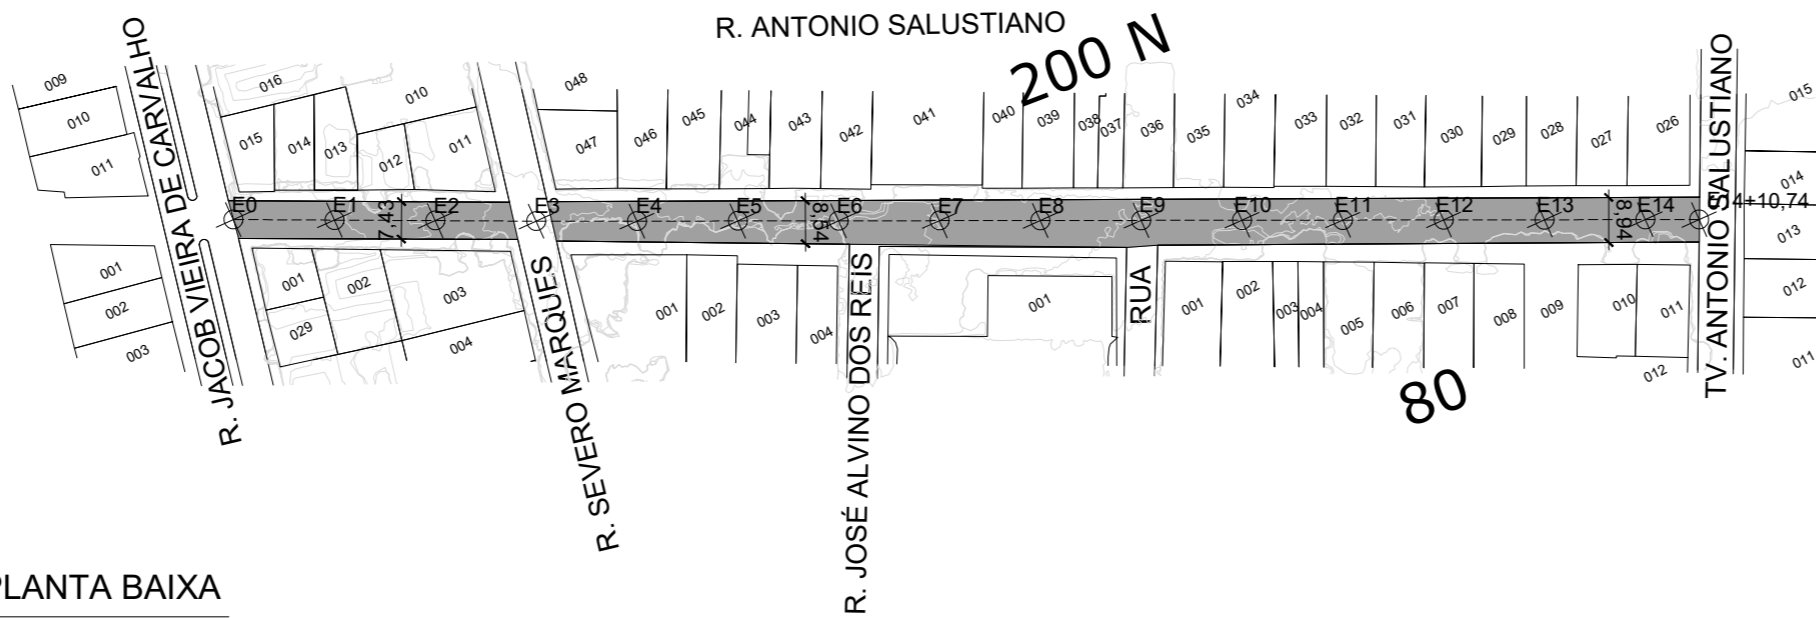 R. ANTONIO SALUSTIANO
200 N
R. JACOB VIEIRA DE CARVALHO
TV. ANTONIO SALUSTIANO
009
010
011
016
015
014
013
010
012
011
048
047
046
045
044
043
042
041
040
039
038
037
036
035
034
033
032
031
030
029
028
027
026
015
014
013
012
011
E0
E1
7,43
E2
E3
E4
E5
8,54
E6
E7
E8
E9
E10
E11
E12
E13
8,94
E14
E14+10,74
001
002
003
001
002
003
029
004
R. SEVERO MARQUES
001
002
003
004
R. JOSÉ ALVINO DOS REIS
001
RUA
001
002
003
004
005
006
007
008
009
010
011
012
80
PLANTA BAIXA